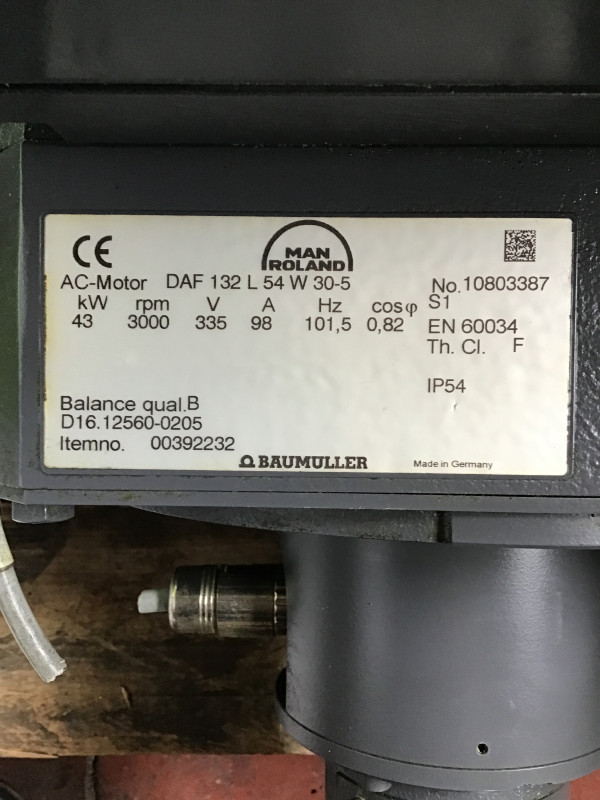 CE
MAN
ROLAND
AC-Motor DAF 132 L 54 W 30-5 No.10803387
kW rpm V A Hz cosφ S1
43 3000 335 98 101,5 0,82 EN 60034
Th. Cl. F
IP54
Balance qual.B
D16.12560-0205
Itemno. 00392232
BAUMULLER Made in Germany